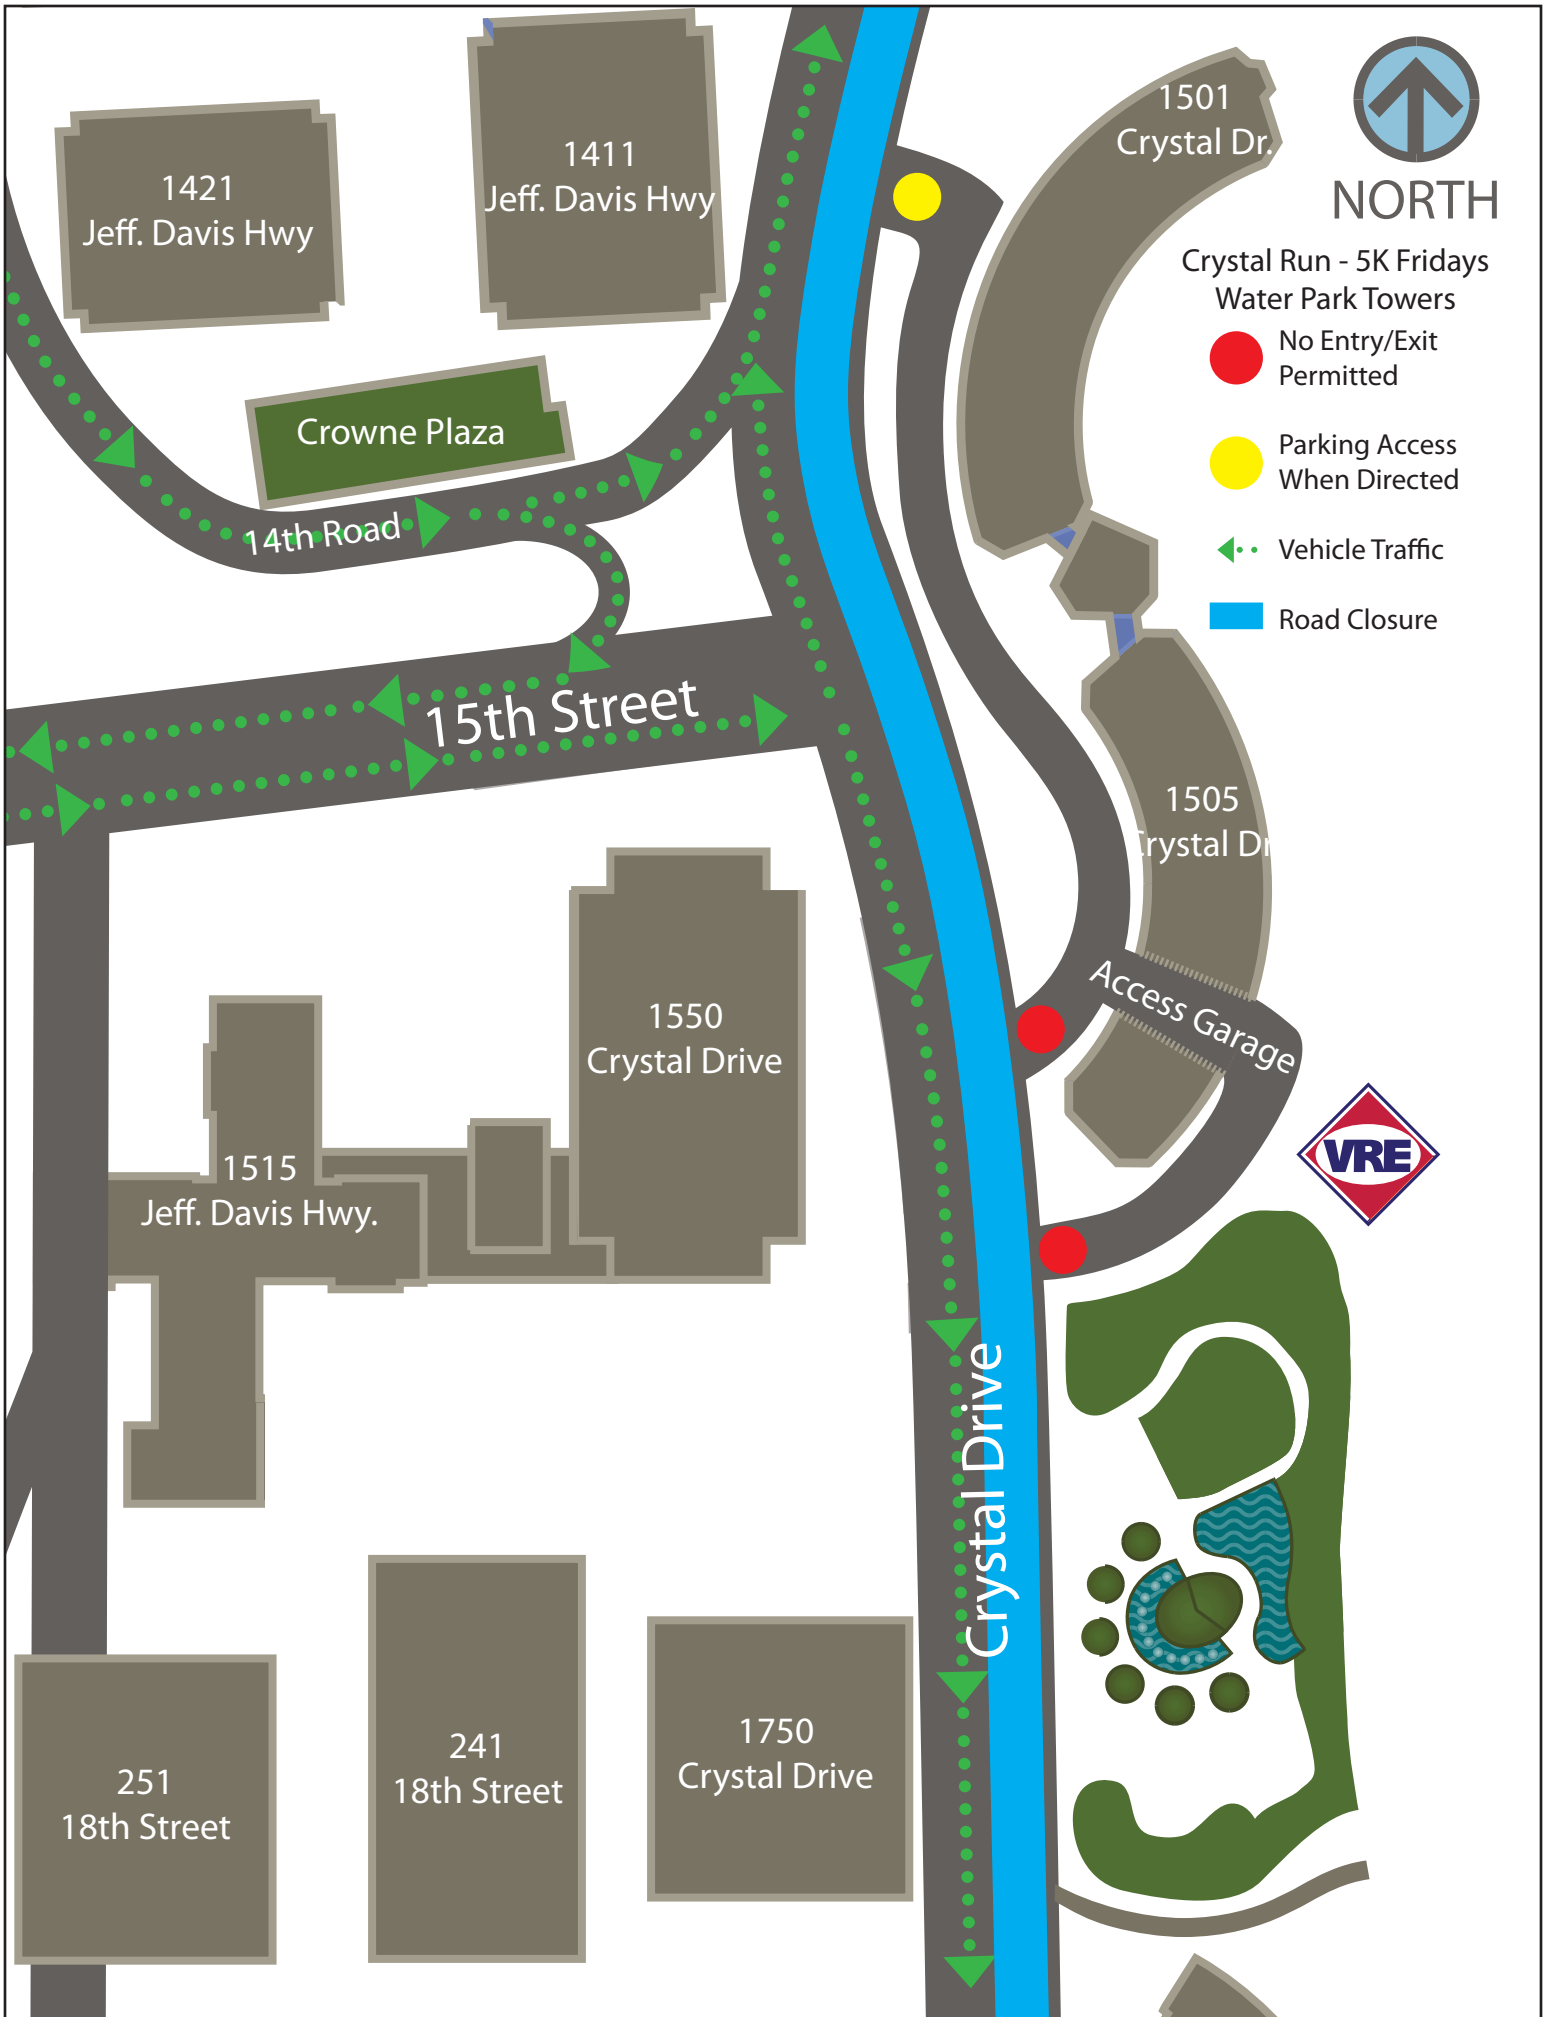 1501
Crystal Dr.
NORTH
Crystal Run - 5K Fridays
Water Park Towers
No Entry/Exit
Permitted
Parking Access
When Directed
Vehicle Traffic
Road Closure
1411
Jeff. Davis Hwy
1421
Jeff. Davis Hwy
Crowne Plaza
14th Road
15th Street
1505
Crystal Dr
Access Garage
VRE
1550
Crystal Drive
1515
Jeff. Davis Hwy.
Crystal Drive
1750
Crystal Drive
241
18th Street
251
18th Street